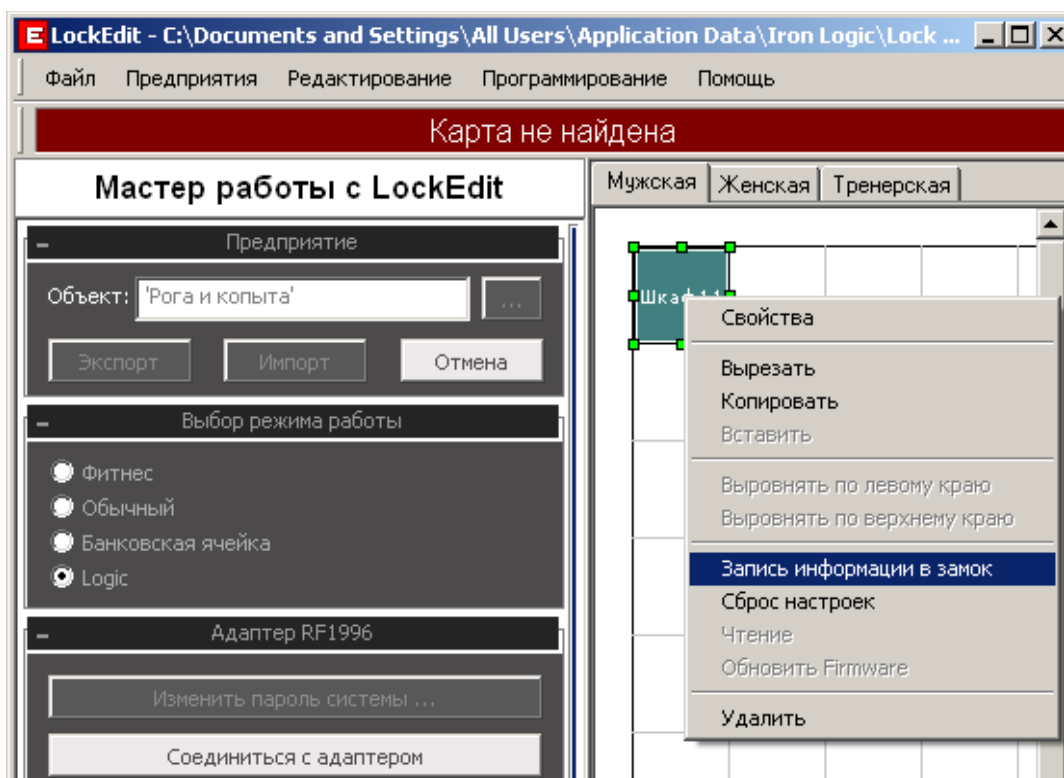 LockEdit - C:\Documents and Settings\All Users\Application Data\Iron Logic\Lock ...
Файл Предприятия Редактирование Программирование Помощь
Карта не найдена
Мастер работы с LockEdit
Предприятие
Объект: 'Рога и копыта' ...
Экспорт Импорт Отмена
Выбор режима работы
Фитнес
Обычный
Банковская ячейка
Logic
Адаптер RF1996
Изменить пароль системы ...
Соединиться с адаптером
Мужская Женская Тренерская
Шкаф 11
Свойства
Вырезать
Копировать
Вставить
Выровнять по левому краю
Выровнять по верхнему краю
Запись информации в замок
Сброс настроек
Чтение
Обновить Firmware
Удалить